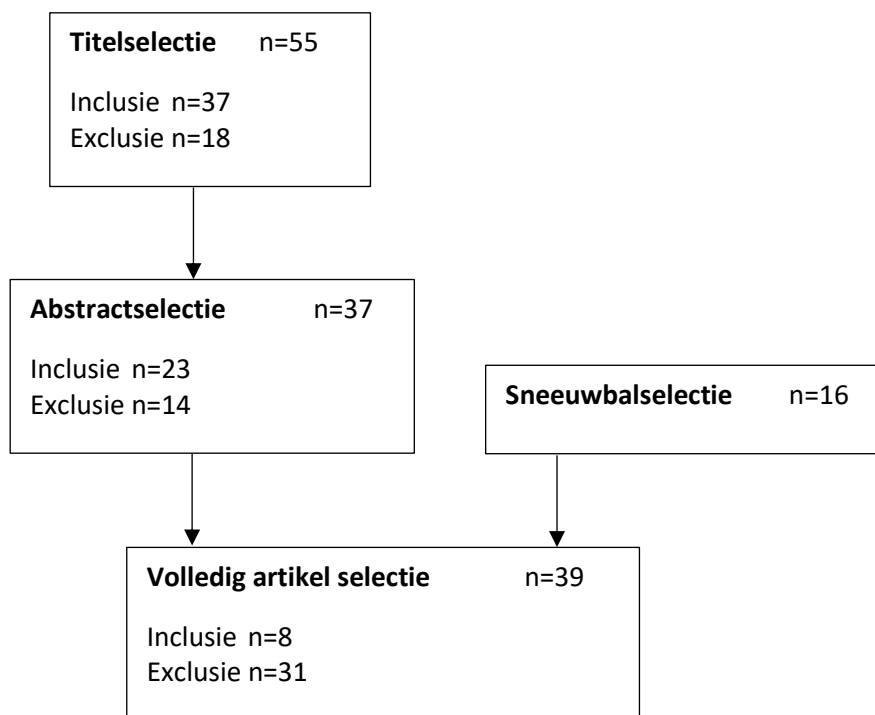 Titelselectie n=55
Inclusie n=37
Exclusie n=18
Abstractselectie n=37
Inclusie n=23
Exclusie n=14
Sneeuwbalselectie n=16
Volledig artikel selectie n=39
Inclusie n=8
Exclusie n=31